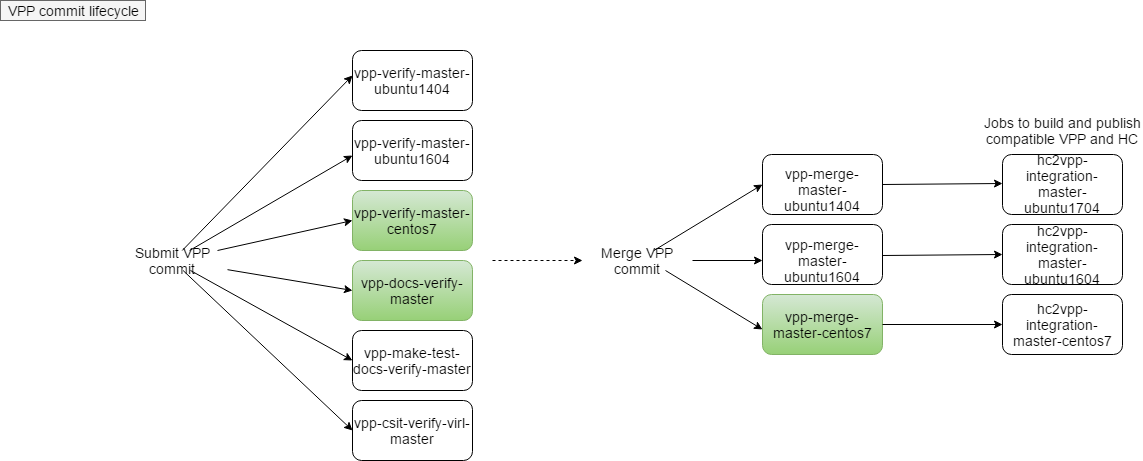 VPP commit lifecycle
vpp-verify-master-
ubuntu1404
vpp-verify-master-
ubuntu1604
vpp-verify-master-
centos7
Submit VPP
commit
vpp-docs-verify-
master
vpp-make-test-
docs-verify-master
vpp-csit-verify-virl-
master
Merge VPP
commit
vpp-merge-
master-
ubuntu1404
vpp-merge-
master-
ubuntu1604
vpp-merge-
master-centos7
Jobs to build and publish
compatible VPP and HC
hc2vpp-
integration-
master-
ubuntu1704
hc2vpp-
integration-
master-
ubuntu1604
hc2vpp-
integration-
master-centos7